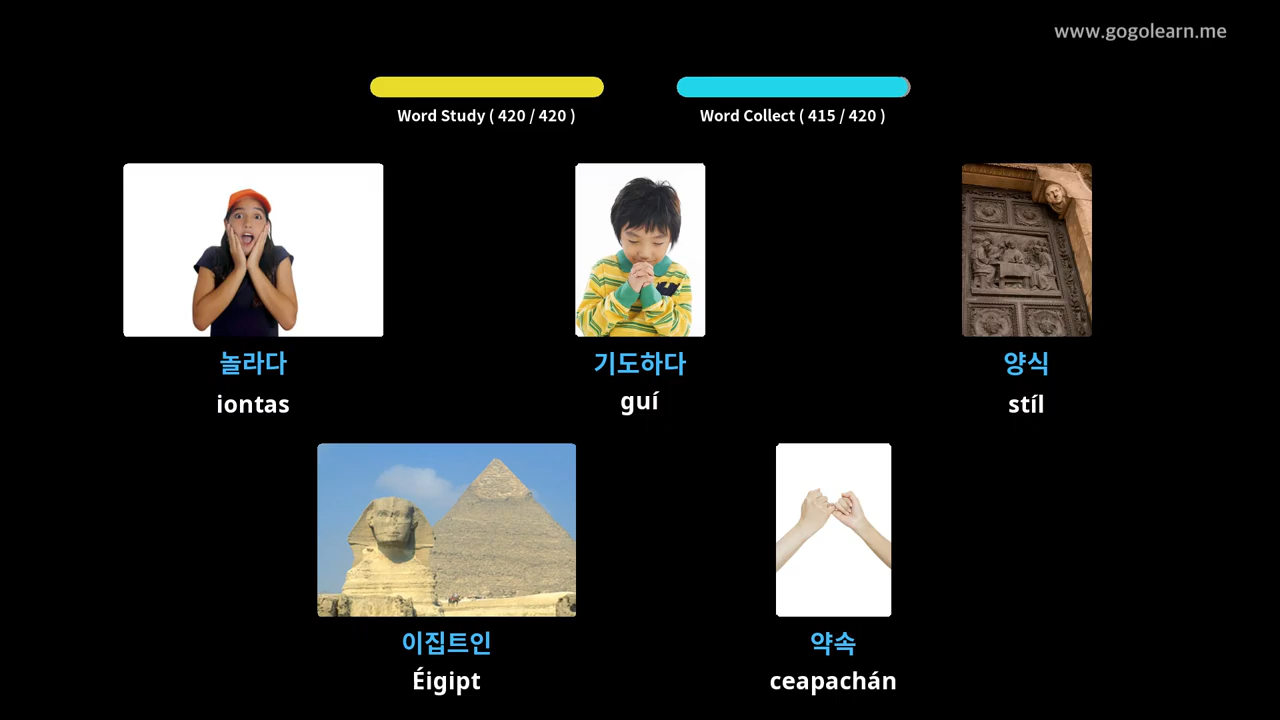 www.gogolearn.me
Word Study ( 420 / 420 )
Word Collect ( 415 / 420 )
놀라다
iontas
기도하다
guí
양식
stíl
이집트인
Éigipt
약속
ceapachán